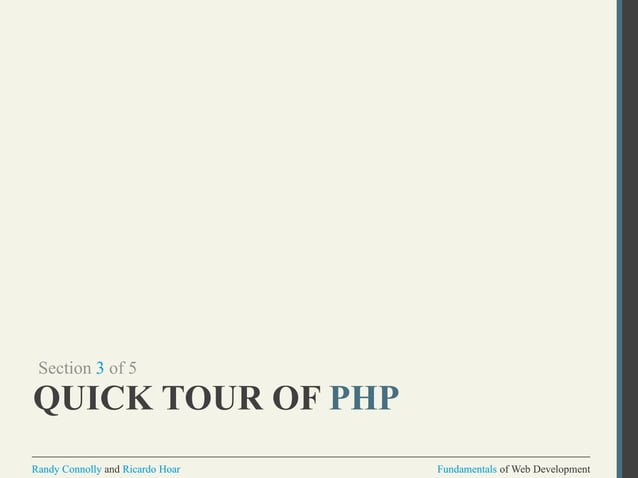 Section 3 of 5
QUICK TOUR OF PHP
Randy Connolly and Ricardo Hoar
Fundamentals of Web Development